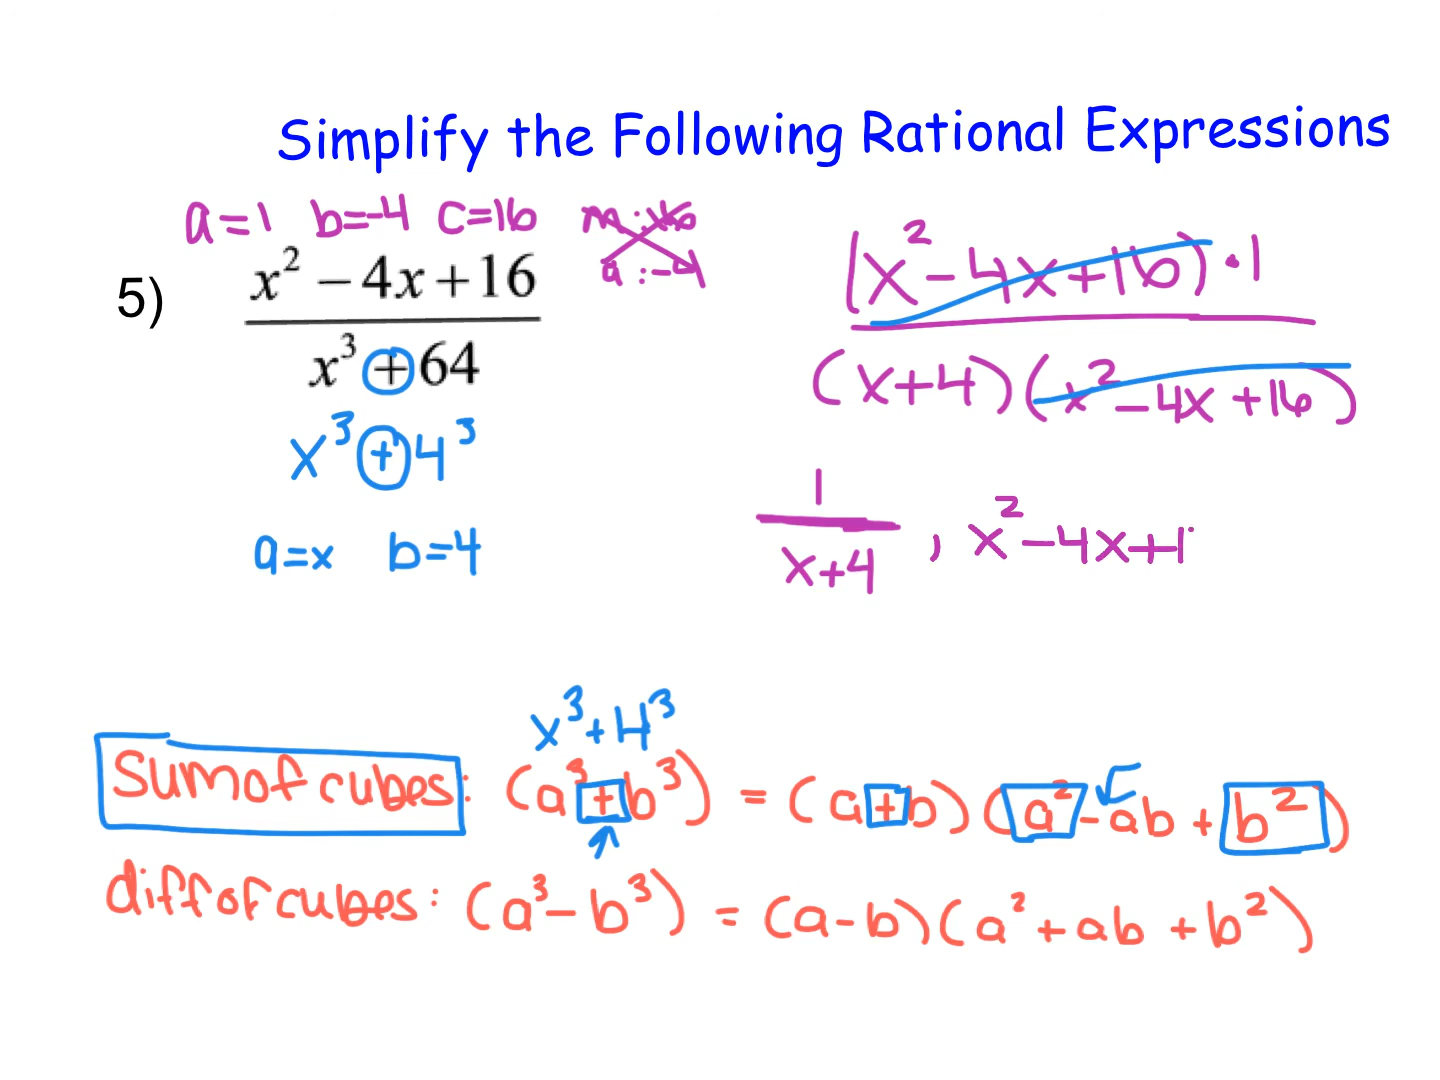 Simplify the Following Rational Expressions
a=1 b=-4 c=16 m:16
a:-4
5) x² - 4x + 16
x³ + 64
x³ + 4³
a=x b=4
(x² - 4x + 16) · 1
(x+4)(x² - 4x + 16)
1
x+4 , x² - 4x + 1
x³ + 4³
Sum of cubes: (a³ + b³) = (a + b)(a² - ab + b²)
diff of cubes: (a³ - b³) = (a - b)(a² + ab + b²)